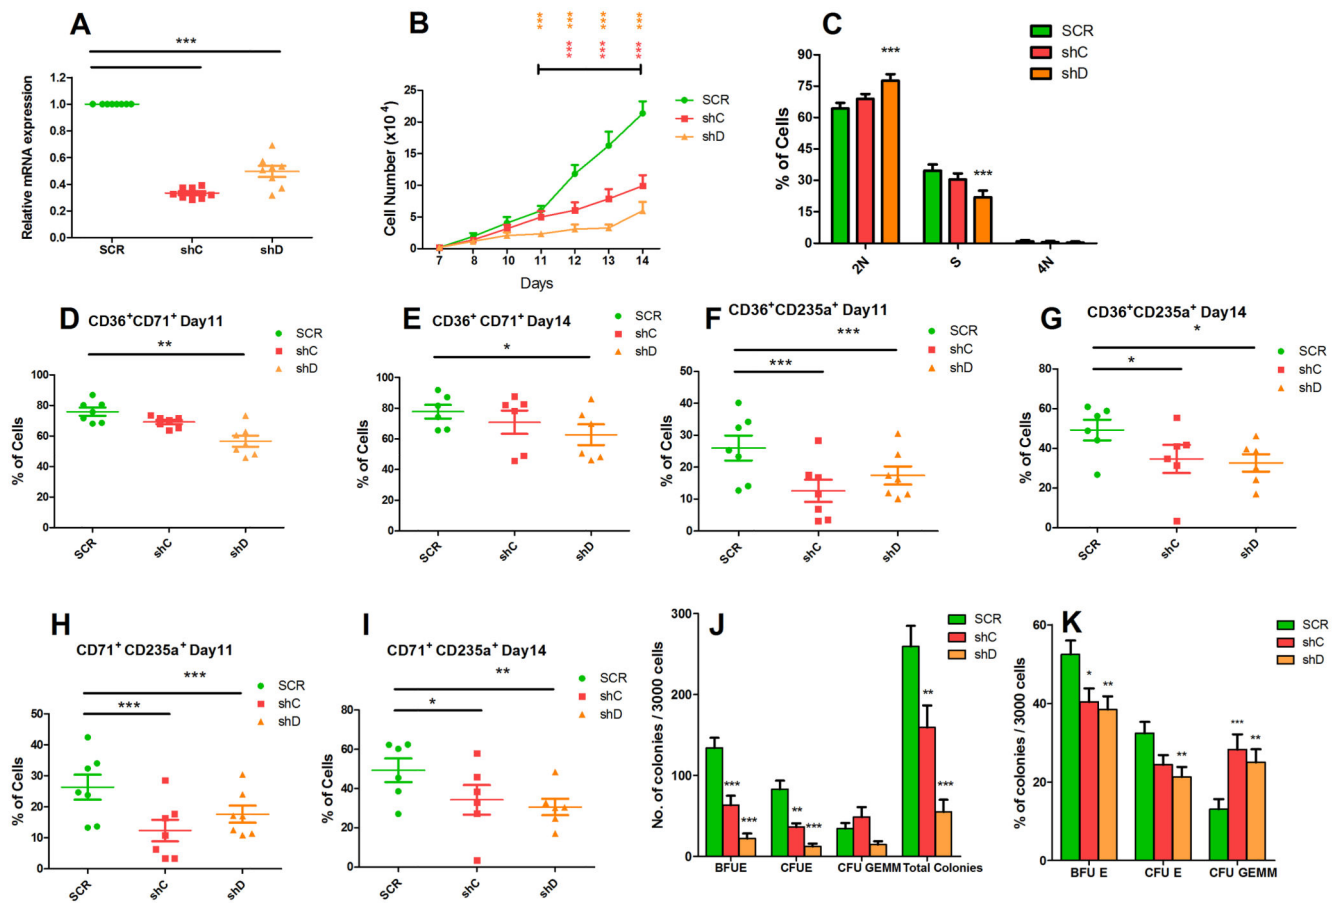 A
***
Relative mRNA expression
1.2
1.0
0.8
0.6
0.4
0.2
0.0
SCR
shC
shD
B
*** *** *** ***
*** *** ***
Cell Number (x10⁴)
25
20
15
10
5
0
7 8 10 11 12 13 14
Days
SCR
shC
shD
C
SCR
shC
shD
% of Cells
90
75
60
45
30
15
0
***
***
2N
S
4N
D
CD36⁺CD71⁺ Day11
SCR
shC
shD
**
% of Cells
100
80
60
40
20
0
SCR
shC
shD
E
CD36⁺CD71⁺ Day14
SCR
shC
shD
*
% of Cells
100
80
60
40
20
0
SCR
shC
shD
F
CD36⁺CD235a⁺ Day11
SCR
shC
shD
***
***
% of Cells
50
40
30
20
10
0
SCR
shC
shD
G
CD36⁺CD235a⁺ Day14
*
SCR
shC
shD
*
% of Cells
80
60
40
20
0
SCR
shC
shD
H
CD71⁺ CD235a⁺ Day11
***
SCR
shC
shD
***
% of Cells
50
40
30
20
10
0
SCR
shC
shD
I
CD71⁺ CD235a⁺ Day14
**
SCR
shC
shD
*
% of Cells
80
60
40
20
0
SCR
shC
shD
J
SCR
shC
shD
No. of colonies / 3000 cells
300
200
100
0
*** ***
** ***
** ***
BFUE CFUE CFU GEMM Total Colonies
K
SCR
shC
shD
% of colonies / 3000 cells
60
40
20
0
* **
**
*** **
BFU E CFU E CFU GEMM